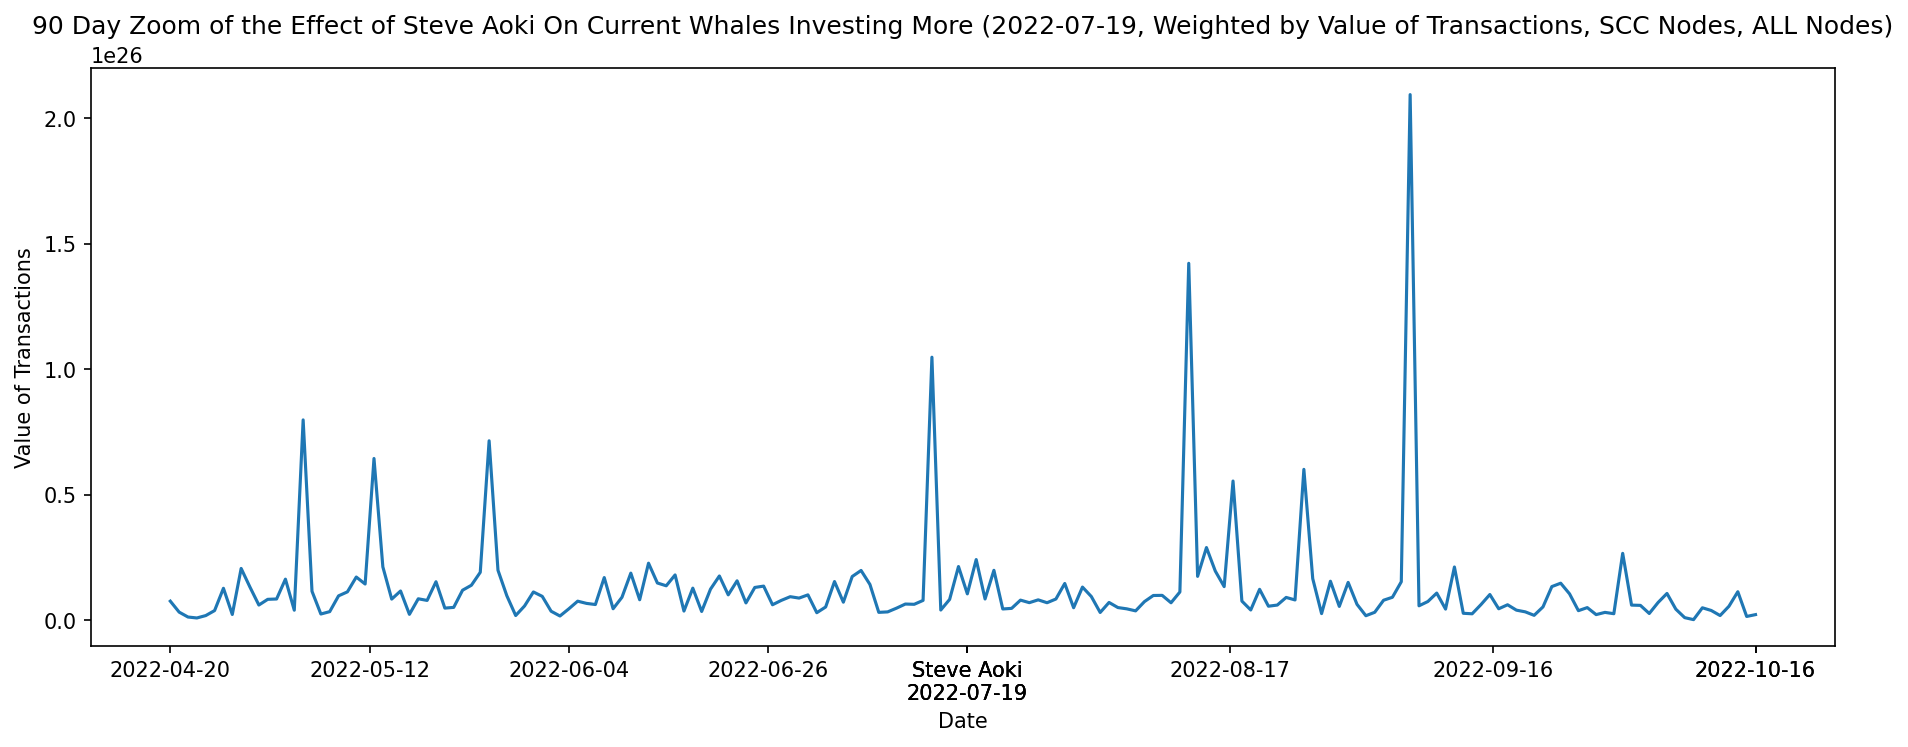 90 Day Zoom of the Effect of Steve Aoki On Current Whales Investing More (2022-07-19, Weighted by Value of Transactions, SCC Nodes, ALL Nodes)
1e26
2.0
1.5
1.0
0.5
0.0
Value of Transactions
2022-04-20 2022-05-12 2022-06-04 2022-06-26 Steve Aoki 2022-08-17 2022-09-16 2022-10-16
2022-07-19
Date